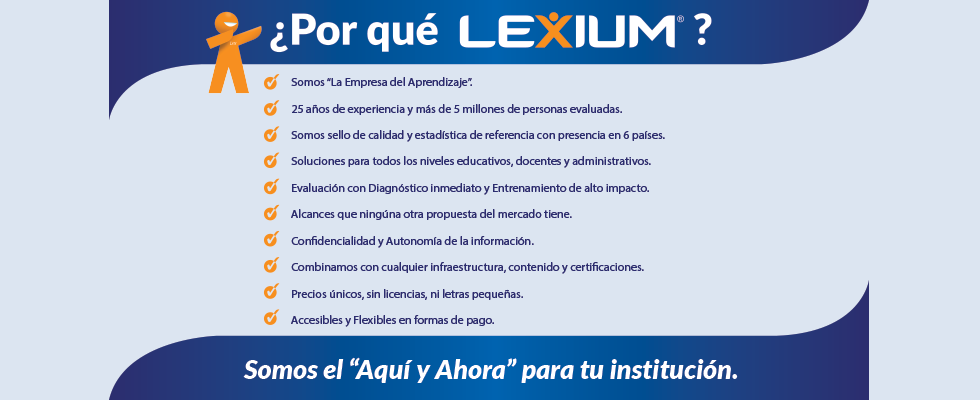 ¿Por qué LEXIUM® ?
Somos “La Empresa del Aprendizaje”.
25 años de experiencia y más de 5 millones de personas evaluadas.
Somos sello de calidad y estadística de referencia con presencia en 6 países.
Soluciones para todos los niveles educativos, docentes y administrativos.
Evaluación con Diagnóstico inmediato y Entrenamiento de alto impacto.
Alcances que ningúna otra propuesta del mercado tiene.
Confidencialidad y Autonomía de la información.
Combinamos con cualquier infraestructura, contenido y certificaciones.
Precios únicos, sin licencias, ni letras pequeñas.
Accesibles y Flexibles en formas de pago.
Somos el “Aquí y Ahora” para tu institución.